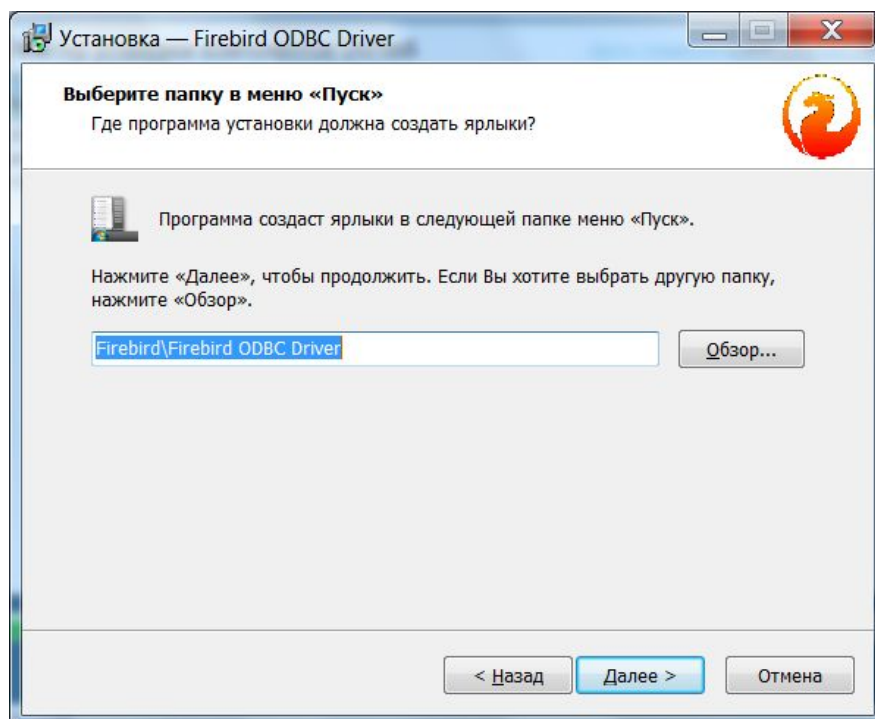 Установка — Firebird ODBC Driver
Выберите папку в меню «Пуск»
Где программа установки должна создать ярлыки?
Программа создаст ярлыки в следующей папке меню «Пуск».
Нажмите «Далее», чтобы продолжить. Если Вы хотите выбрать другую папку,
нажмите «Обзор».
Firebird\Firebird ODBC Driver
Обзор...
< Назад
Далее >
Отмена